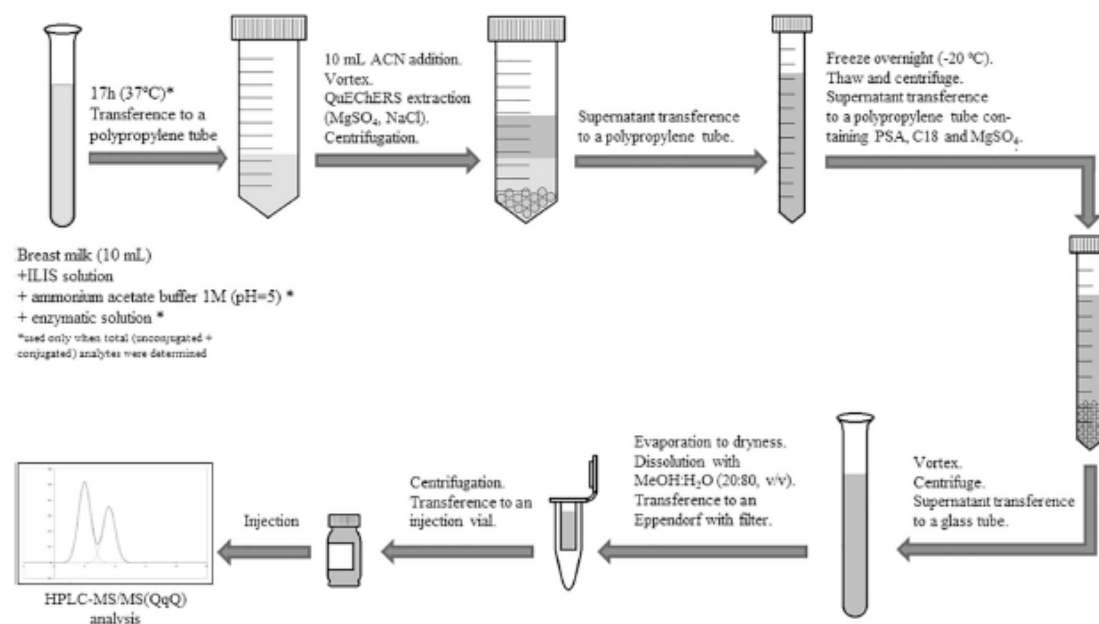 17h (37°C)*
Transference to a
polypropylene tube
10 mL ACN addition.
Vortex.
QuEChERS extraction
(MgSO₄, NaCl).
Centrifugation.
Supernatant transference
to a polypropylene tube.
Freeze overnight (-20 °C).
Thaw and centrifuge.
Supernatant transference
to a polypropylene tube con-
taining PSA, C18 and MgSO₄.
Breast milk (10 mL)
+ILIS solution
+ ammonium acetate buffer 1M (pH=5) *
+ enzymatic solution *
*used only when total (unconjugated +
conjugated) analytes were determined
Vortex.
Centrifuge.
Supernatant transference
to a glass tube.
Evaporation to dryness.
Dissolution with
MeOH:H₂O (20:80, v/v).
Transference to an
Eppendorf with filter.
Centrifugation.
Transference to an
injection vial.
Injection
HPLC-MS/MS(QqQ)
analysis